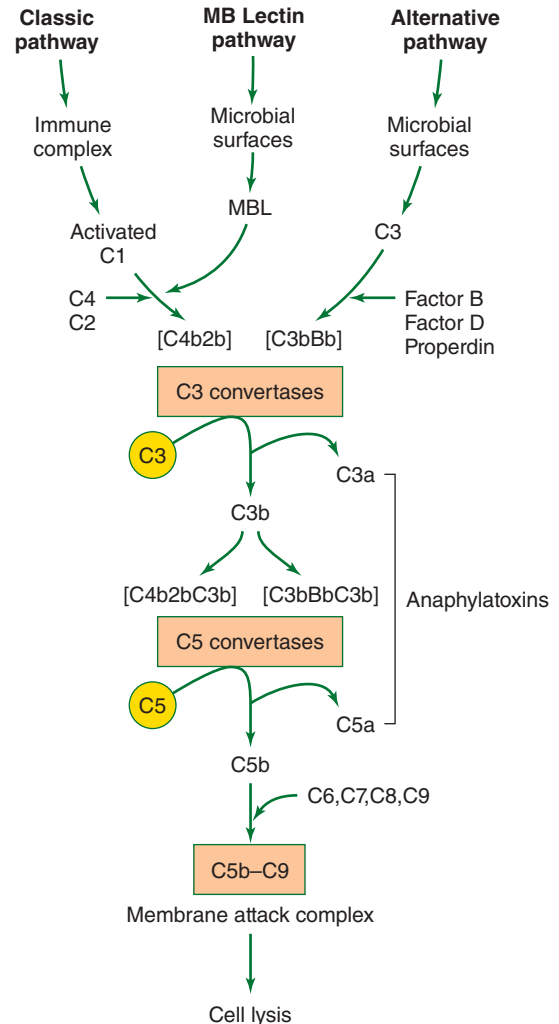 Classic
pathway
MB Lectin
pathway
Alternative
pathway
Immune
complex
Microbial
surfaces
Microbial
surfaces
MBL
Activated
C1
C3
C4
C2
Factor B
Factor D
Properdin
[C4b2b]
[C3bBb]
C3 convertases
C3
C3a
C3b
[C4b2bC3b]
[C3bBbC3b]
Anaphylatoxins
C5 convertases
C5
C5a
C5b
C6,C7,C8,C9
C5b–C9
Membrane attack complex
Cell lysis